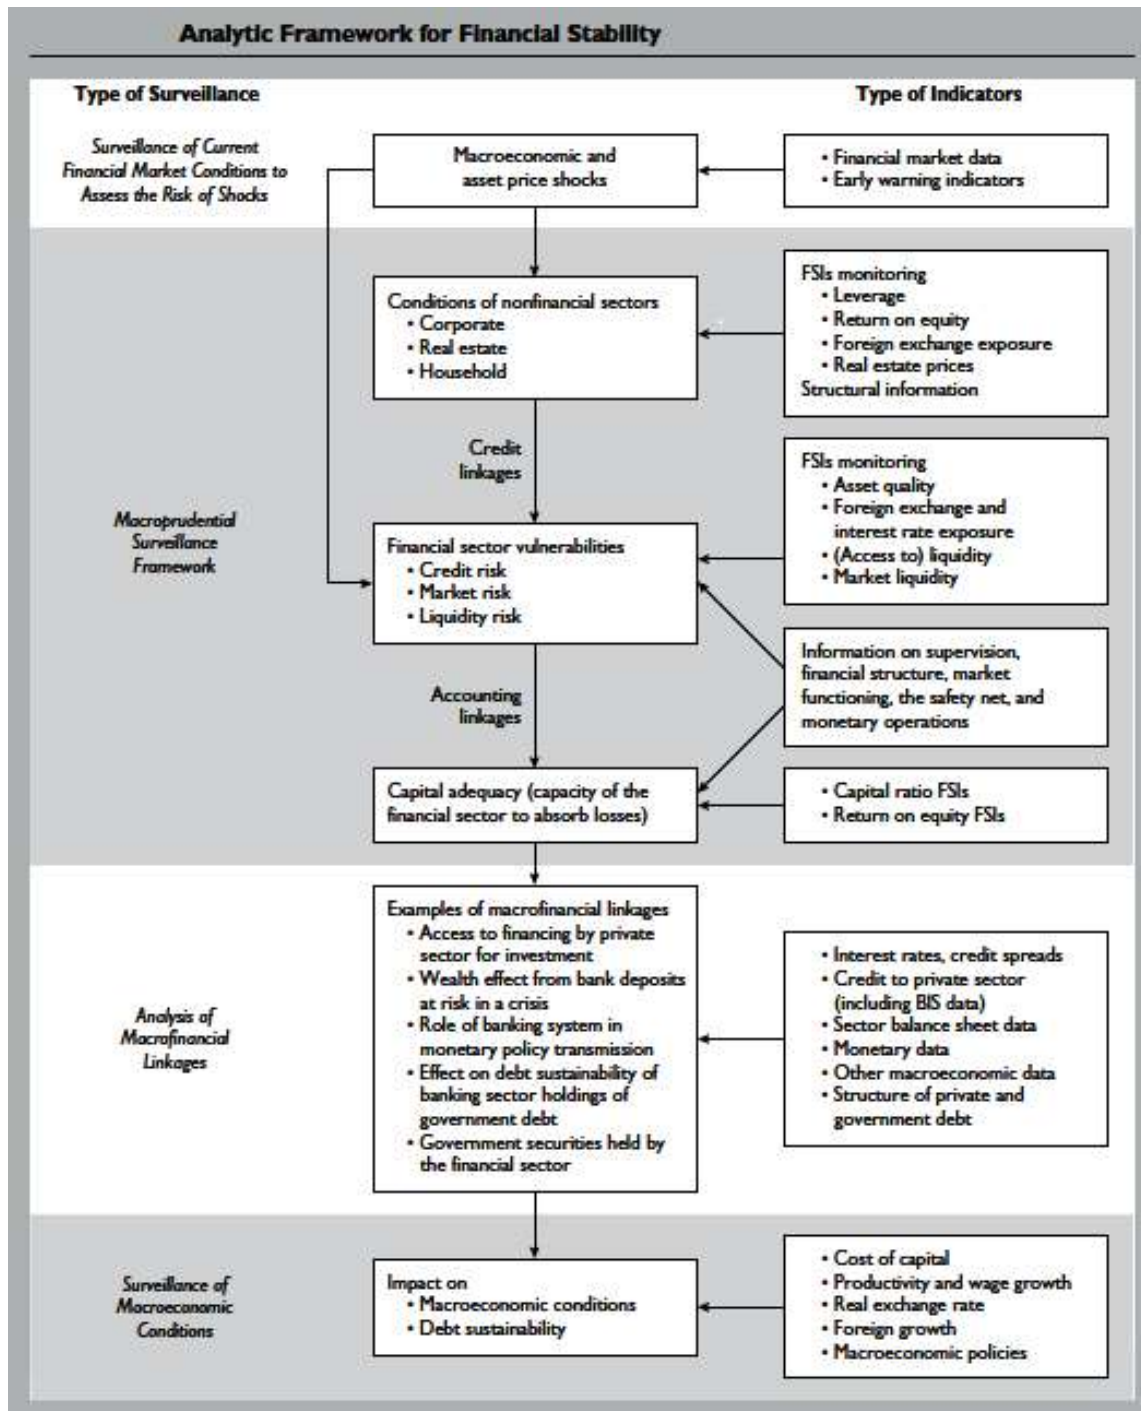 Analytic Framework for Financial Stability
Type of Surveillance
Type of Indicators
Surveillance of Current
Financial Market Conditions to
Assess the Risk of Shocks
Macroeconomic and
asset price shocks
• Financial market data
• Early warning indicators
Conditions of nonfinancial sectors
• Corporate
• Real estate
• Household
FSIs monitoring
• Leverage
• Return on equity
• Foreign exchange exposure
• Real estate prices
Structural information
Credit
linkages
Macroprudential
Surveillance
Framework
Financial sector vulnerabilities
• Credit risk
• Market risk
• Liquidity risk
FSIs monitoring
• Asset quality
• Foreign exchange and
interest rate exposure
• (Access to) liquidity
• Market liquidity
Accounting
linkages
Information on supervision,
financial structure, market
functioning, the safety net, and
monetary operations
Capital adequacy (capacity of the
financial sector to absorb losses)
• Capital ratio FSIs
• Return on equity FSIs
Analysis of
Macrofinancial
Linkages
Examples of macrofinancial linkages
• Access to financing by private
sector for investment
• Wealth effect from bank deposits
at risk in a crisis
• Role of banking system in
monetary policy transmission
• Effect on debt sustainability of
banking sector holdings of
government debt
• Government securities held by
the financial sector
• Interest rates, credit spreads
• Credit to private sector
(including BIS data)
• Sector balance sheet data
• Monetary data
• Other macroeconomic data
• Structure of private and
government debt
Surveillance of
Macroeconomic
Conditions
Impact on
• Macroeconomic conditions
• Debt sustainability
• Cost of capital
• Productivity and wage growth
• Real exchange rate
• Foreign growth
• Macroeconomic policies